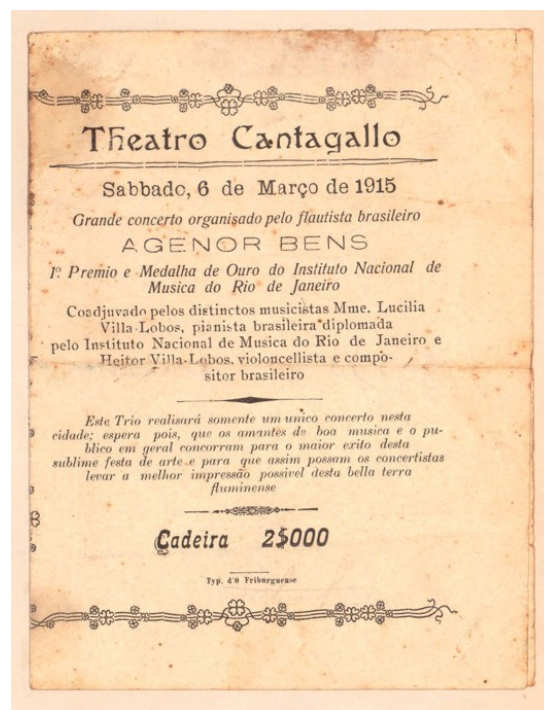 Theatro Cantagallo
Sabbado, 6 de Março de 1915
Grande concerto organisado pelo flautista brasileiro
AGENOR BENS
1º Premio e Medalha de Ouro do Instituto Nacional de
Musica do Rio de Janeiro
Coadjuvado pelos distinctos musicistas Mme. Lucilia
Villa-Lobos, pianista brasileira diplomada
pelo Instituto Nacional de Musica do Rio de Janeiro e
Heitor Villa-Lobos, violoncellista e compo-
sitor brasileiro
Este Trio realisará somente um unico concerto nesta
cidade; espera pois, que os amantes de boa musica e o pu-
blico em geral concorram para o maior exito desta
sublime festa de arte e para que assim possam os concertistas
levar a melhor impressão possivel desta bella terra
fluminense
Cadeira 2$000
Typ. d'O Friburguense